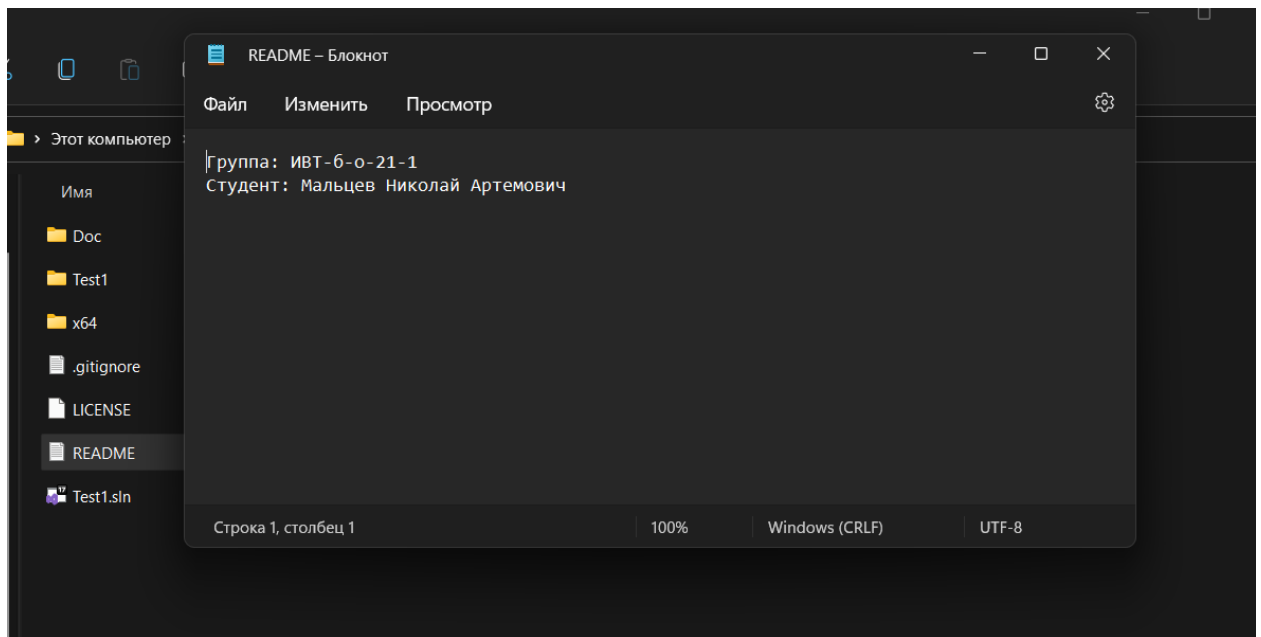 README – Блокнот
Файл Изменить Просмотр
Этот компьютер
Группа: ИВТ-б-о-21-1
Студент: Мальцев Николай Артемович
Имя
Doc
Test1
x64
.gitignore
LICENSE
README
Test1.sln
Строка 1, столбец 1 100% Windows (CRLF) UTF-8